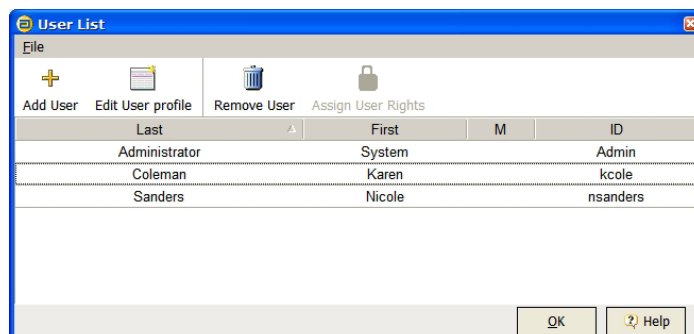 User List
File
Add User Edit User profile Remove User Assign User Rights
Last First M ID
Administrator System Admin
Coleman Karen kcole
Sanders Nicole nsanders
OK Help